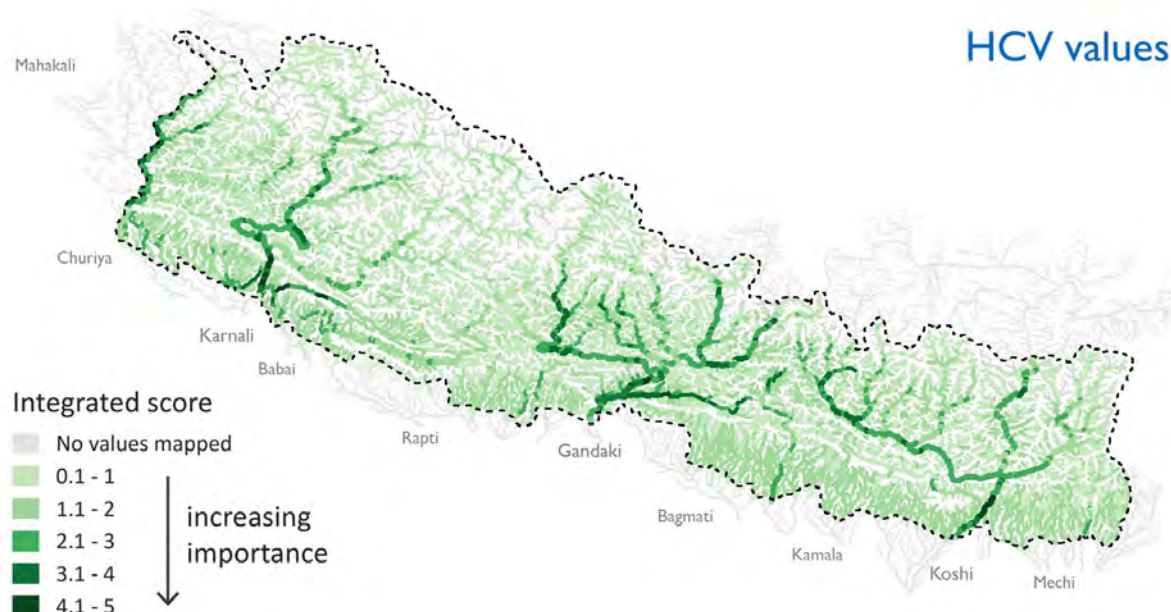 HCV values
Mahakali
Churiya
Karnali
Babai
Rapti
Gandaki
Bagmati
Kamala
Koshi
Mechi
Integrated score
No values mapped
0.1 - 1
1.1 - 2
2.1 - 3
3.1 - 4
4.1 - 5
increasing
importance